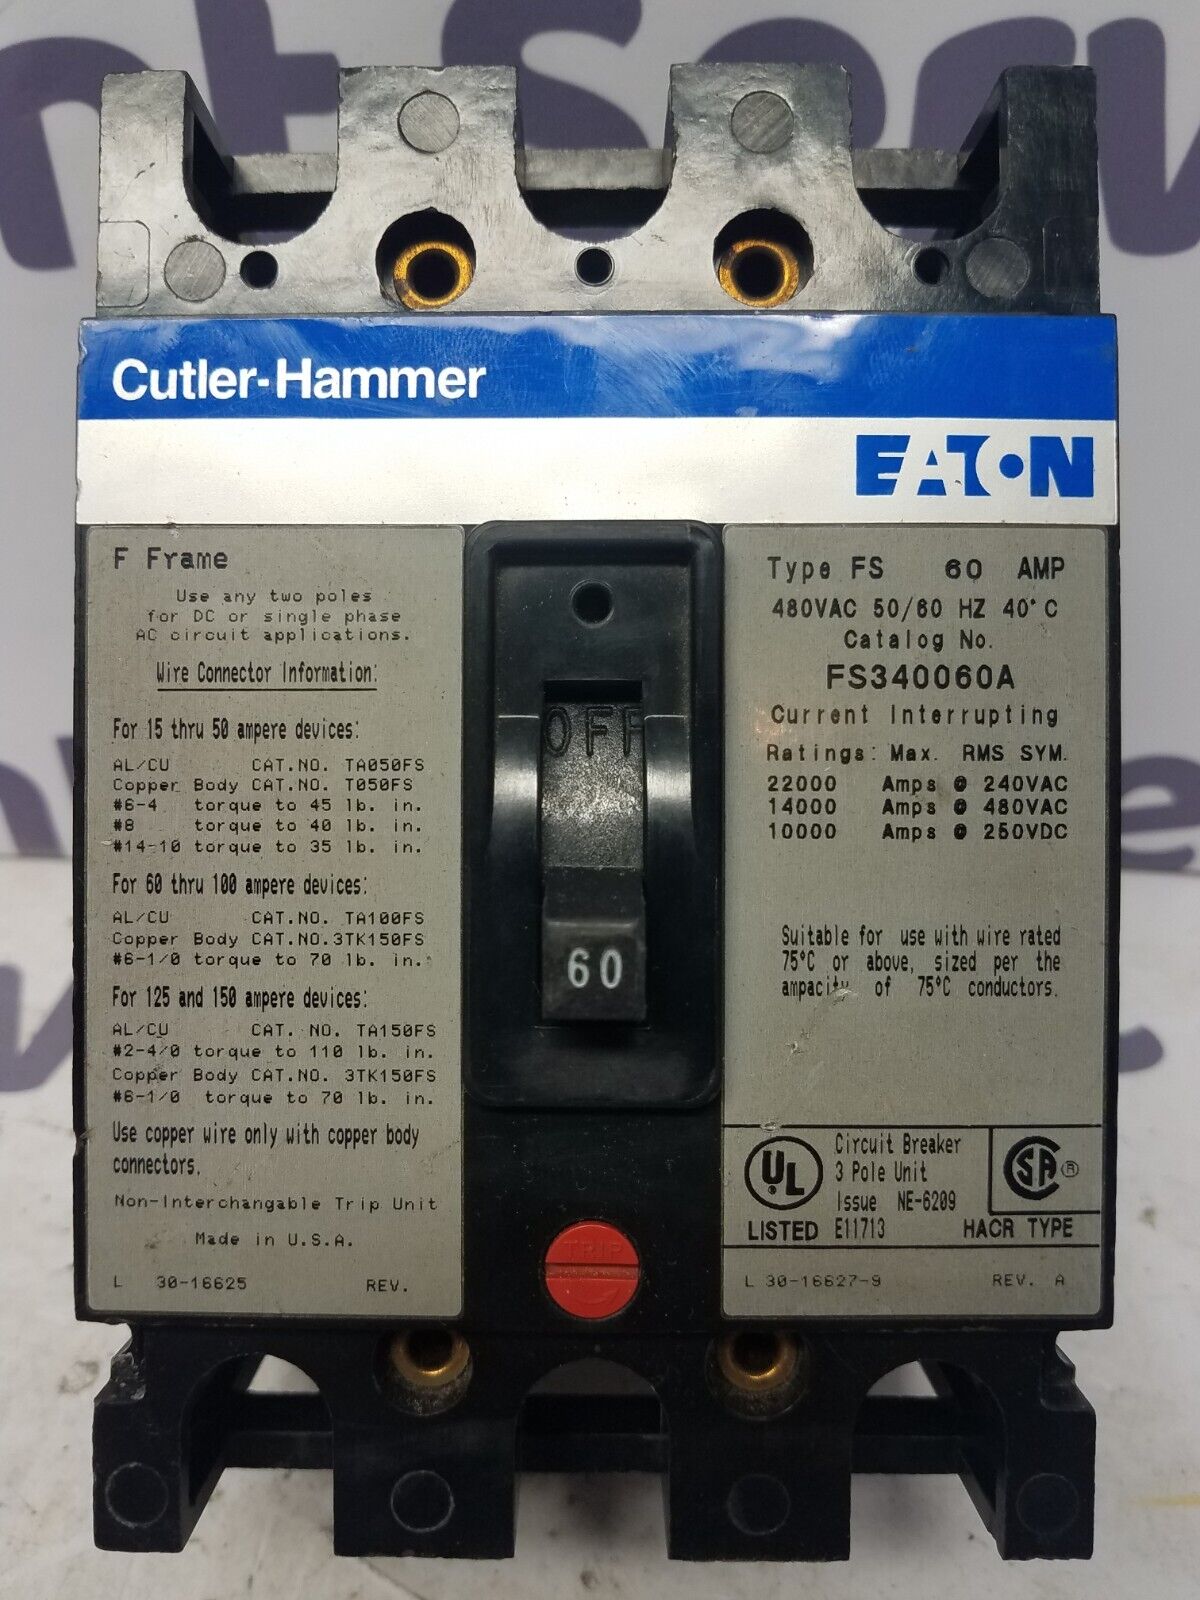 Cutler-Hammer
EATON
F Frame
Use any two poles
for DC or single phase
AC circuit applications.
Wire Connector Information:
For 15 thru 50 ampere devices:
AL/CU CAT.NO. TA050FS
Copper Body CAT.NO. T050FS
#6-4 torque to 45 lb. in.
#8 torque to 40 lb. in.
#14-10 torque to 35 lb. in.
For 60 thru 100 ampere devices:
AL/CU CAT.NO. TA100FS
Copper Body CAT.NO.3TK150FS
#6-1/0 torque to 70 lb. in.
For 125 and 150 ampere devices:
AL/CU CAT. NO. TA150FS
#2-4/0 torque to 110 lb. in.
Copper Body CAT.NO. 3TK150FS
#6-1/0 torque to 70 lb. in.
Use copper wire only with copper body
connectors.
Non-Interchangable Trip Unit
Made in U.S.A.
L 30-16625 REV.
OFF
60
TRIP
Type FS 60 AMP
480VAC 50/60 HZ 40°C
Catalog No.
FS340060A
Current Interrupting
Ratings: Max. RMS SYM.
22000 Amps @ 240VAC
14000 Amps @ 480VAC
10000 Amps @ 250VDC
Suitable for use with wire rated
75°C or above, sized per the
ampacity of 75°C conductors.
UL
LISTED
Circuit Breaker
3 Pole Unit
Issue NE-6209
E11713
SA ®
HACR TYPE
L 30-16627-9 REV. A